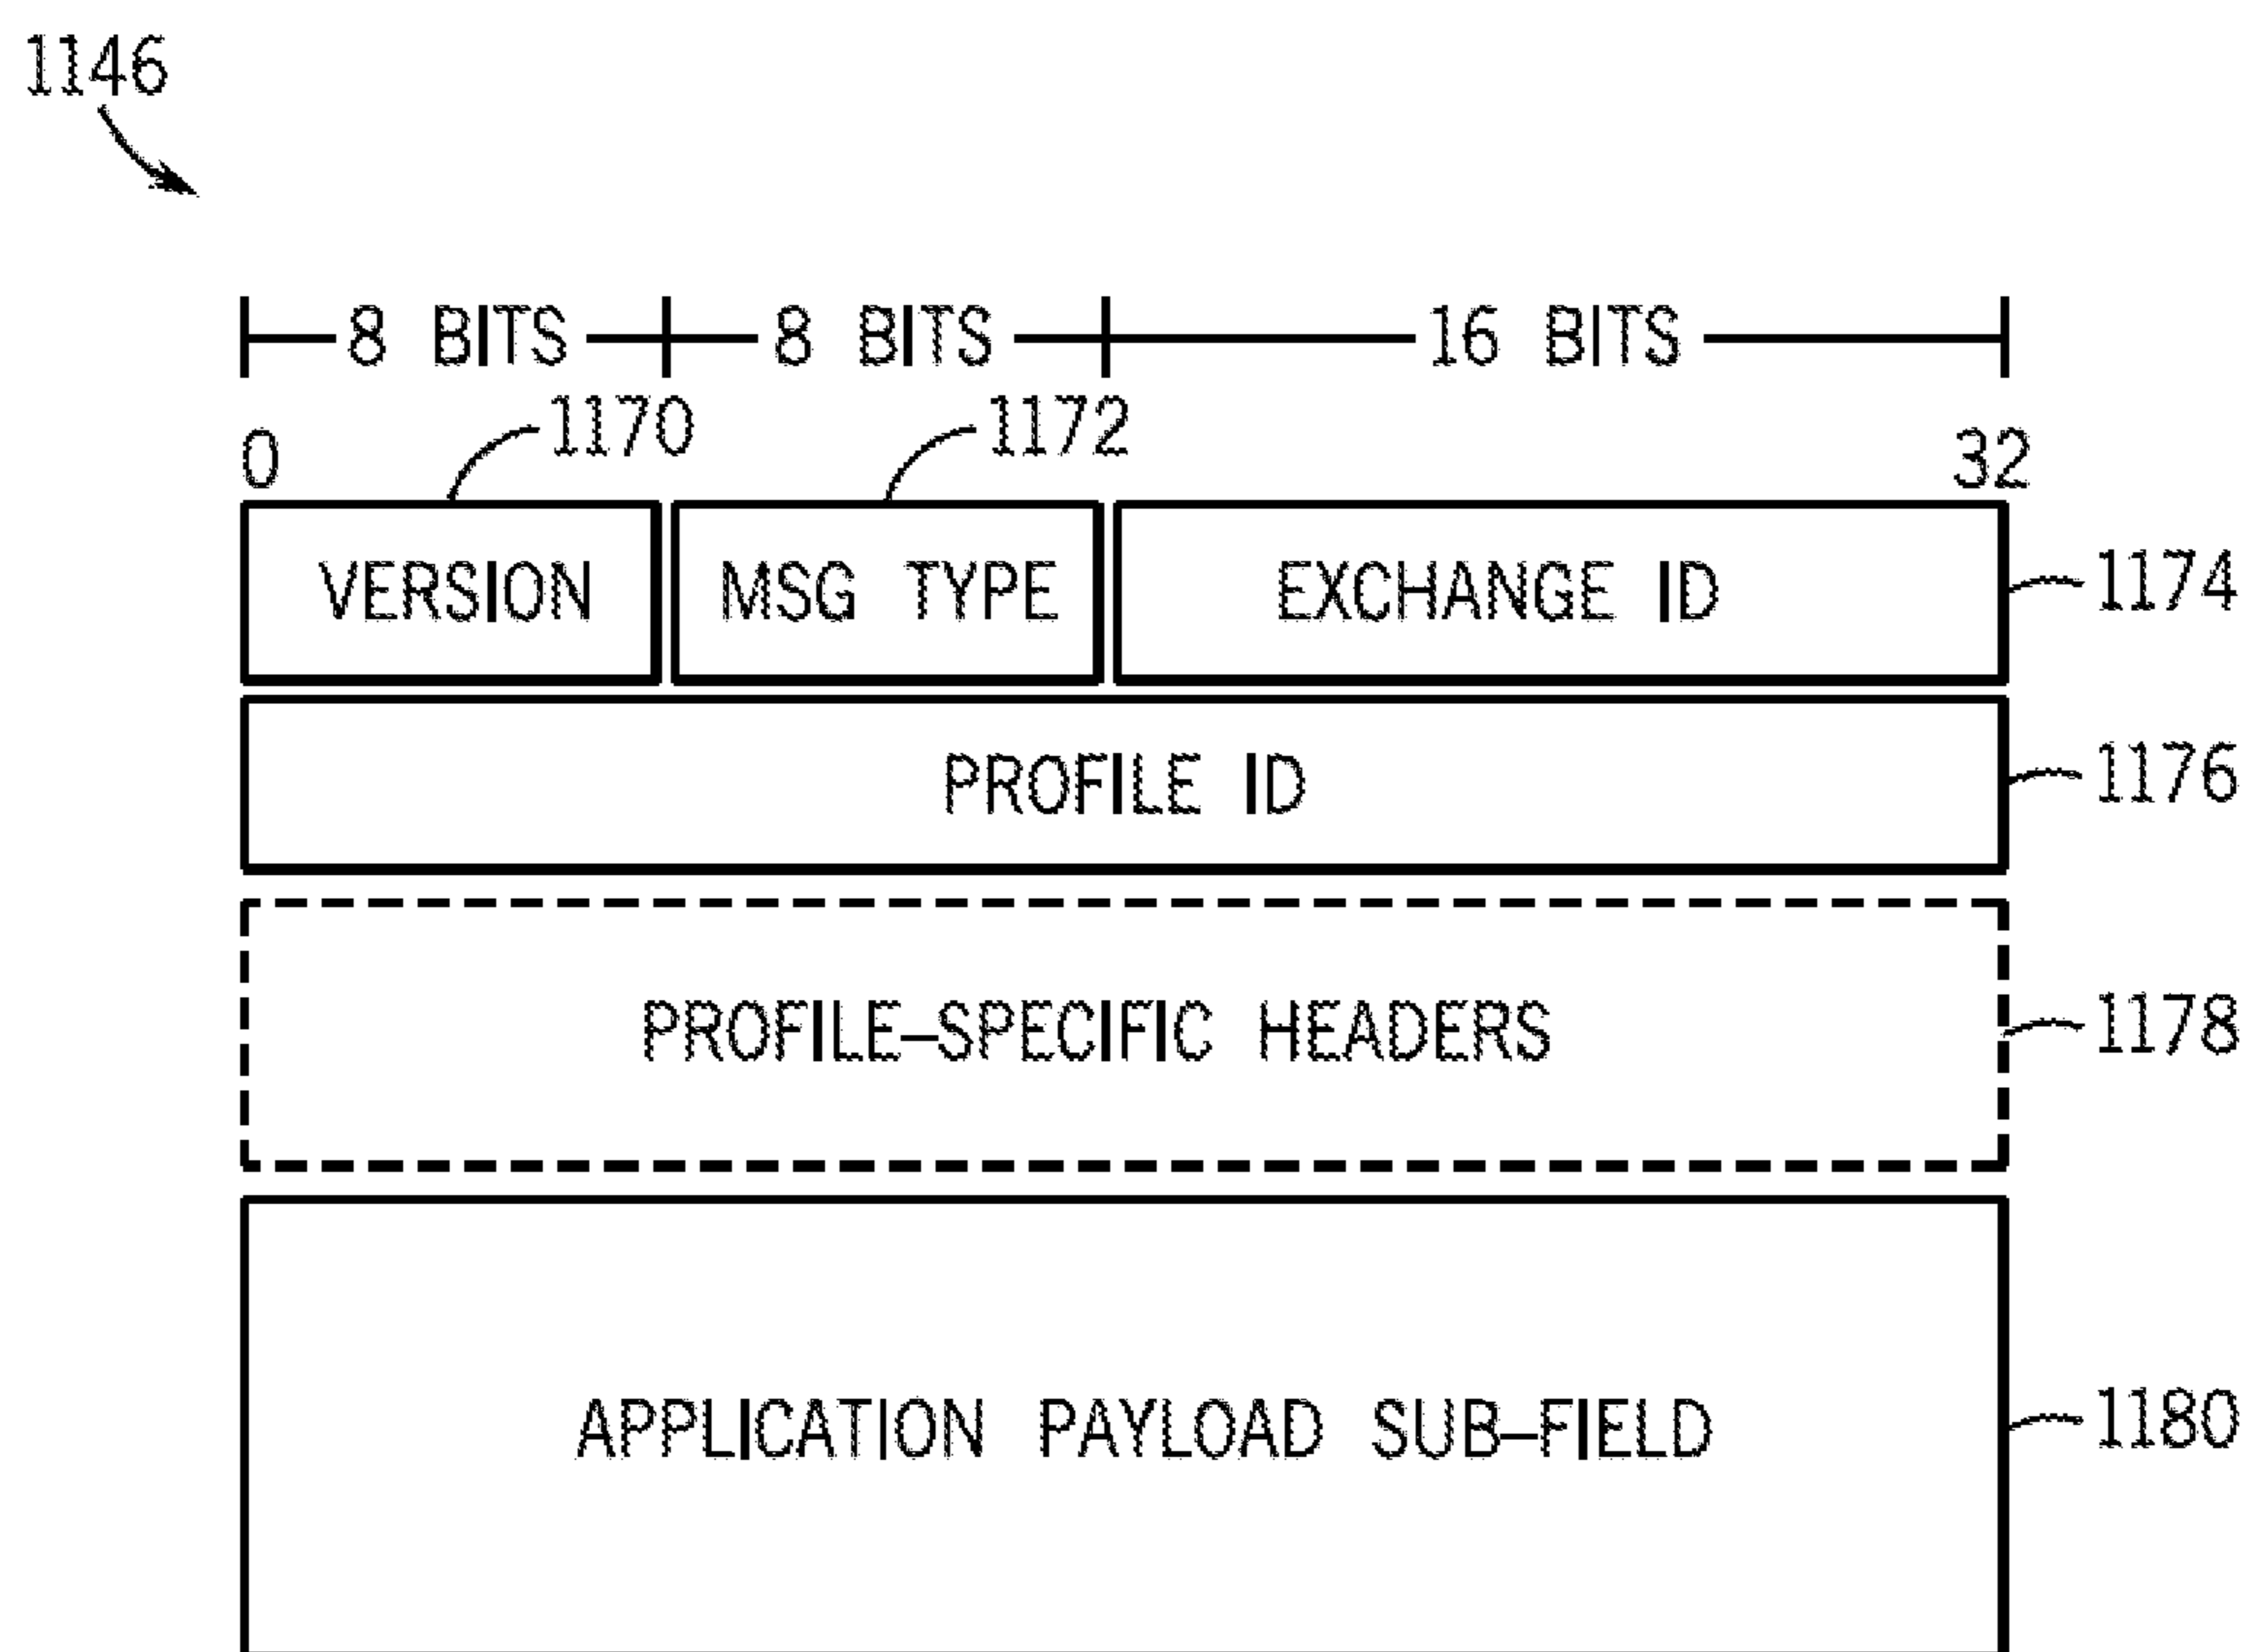 1146
8 BITS 8 BITS 16 BITS
1170 1172
0 32
VERSION MSG TYPE EXCHANGE ID 1174
PROFILE ID 1176
PROFILE-SPECIFIC HEADERS 1178
APPLICATION PAYLOAD SUB-FIELD 1180